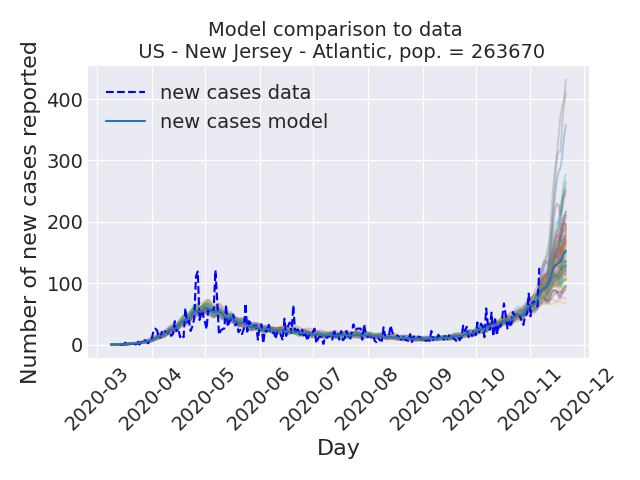 Model comparison to data
US - New Jersey - Atlantic, pop. = 263670
Number of new cases reported
400
300
200
100
0
new cases data
new cases model
2020-03
2020-04
2020-05
2020-06
2020-07
2020-08
2020-09
2020-10
2020-11
2020-12
Day